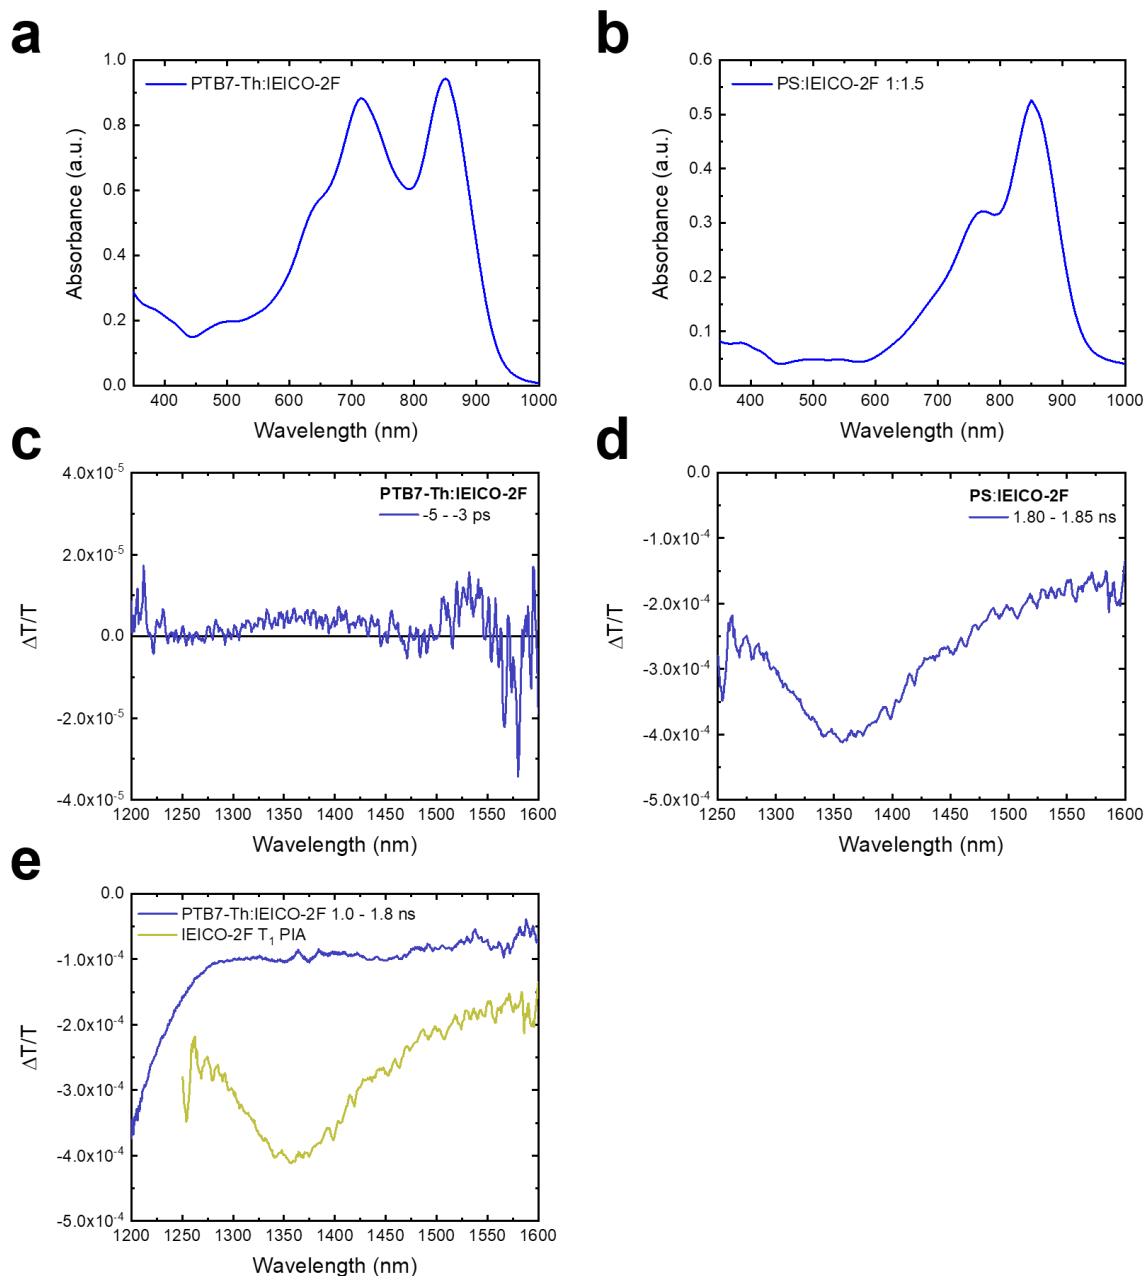 a
1.0
0.8
0.6
0.4
0.2
0.0
Absorbance (a.u.)
PTB7-Th:IEICO-2F
400 500 600 700 800 900 1000
Wavelength (nm)
b
0.6
0.5
0.4
0.3
0.2
0.1
0.0
Absorbance (a.u.)
PS:IEICO-2F 1:1.5
400 500 600 700 800 900 1000
Wavelength (nm)
c
4.0x10⁻⁵
2.0x10⁻⁵
0.0
-2.0x10⁻⁵
-4.0x10⁻⁵
ΔT/T
PTB7-Th:IEICO-2F
-5 - -3 ps
1200 1250 1300 1350 1400 1450 1500 1550 1600
Wavelength (nm)
d
0.0
-1.0x10⁻⁴
-2.0x10⁻⁴
-3.0x10⁻⁴
-4.0x10⁻⁴
-5.0x10⁻⁴
ΔT/T
PS:IEICO-2F
1.80 - 1.85 ns
1250 1300 1350 1400 1450 1500 1550 1600
Wavelength (nm)
e
0.0
-1.0x10⁻⁴
-2.0x10⁻⁴
-3.0x10⁻⁴
-4.0x10⁻⁴
-5.0x10⁻⁴
ΔT/T
PTB7-Th:IEICO-2F 1.0 - 1.8 ns
IEICO-2F T₁ PIA
1200 1250 1300 1350 1400 1450 1500 1550 1600
Wavelength (nm)